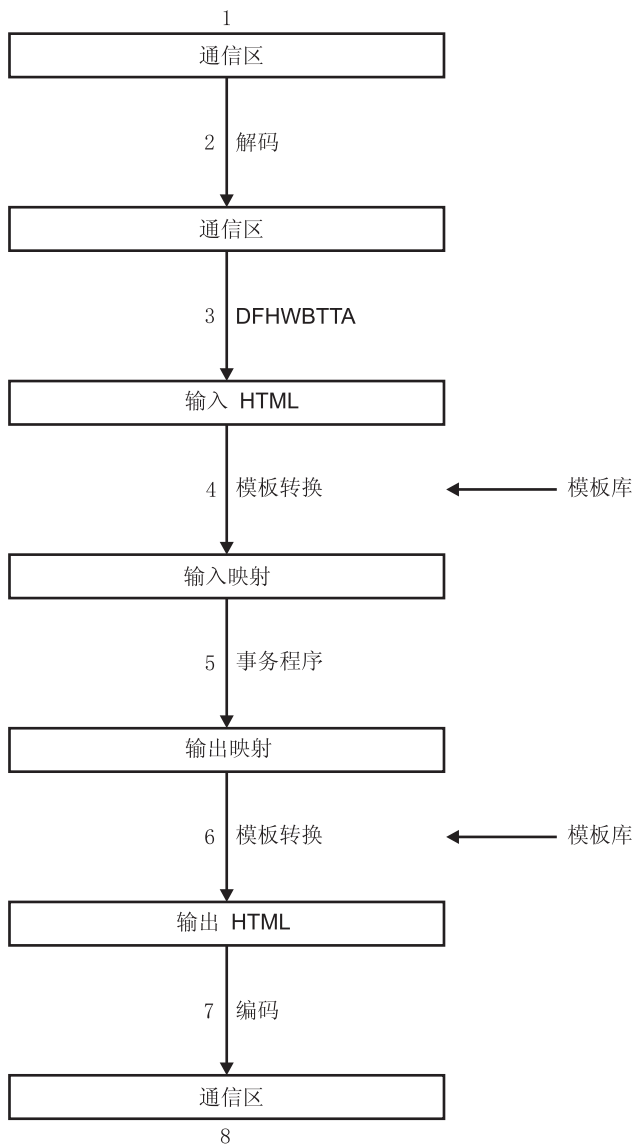 1
通信区
2 解码
通信区
3 DFHWBTTA
输入 HTML
4 模板转换 模板库
输入映射
5 事务程序
输出映射
6 模板转换 模板库
输出 HTML
7 编码
通信区
8